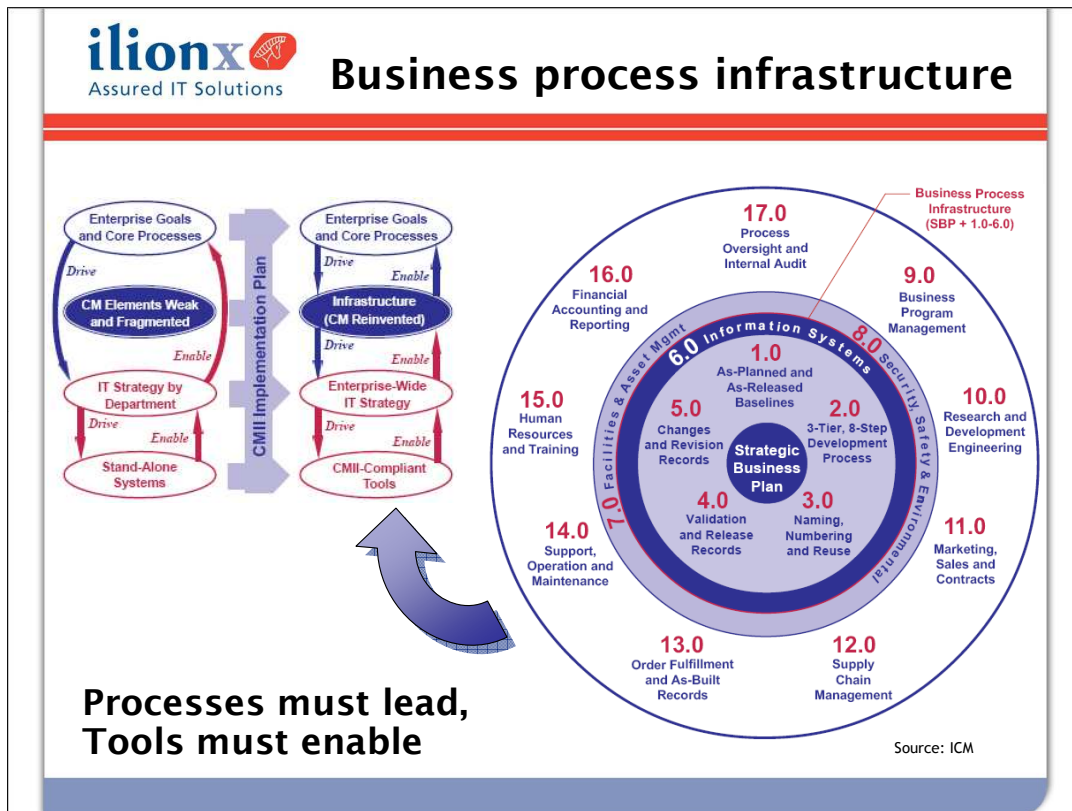 ilionx
Assured IT Solutions
Business process infrastructure
Enterprise Goals
and Core Processes
Drive
CM Elements Weak
and Fragmented
Enable
IT Strategy by
Department
Drive
Enable
Stand-Alone
Systems
CMII Implementation Plan
Enterprise Goals
and Core Processes
Drive
Enable
Infrastructure
(CM Reinvented)
Drive
Enable
Enterprise-Wide
IT Strategy
Drive
Enable
CMII-Compliant
Tools
Business Process
Infrastructure
(SBP + 1.0-6.0)
17.0
Process
Oversight and
Internal Audit
9.0
Business
Program
Management
10.0
Research and
Development
Engineering
11.0
Marketing,
Sales and
Contracts
12.0
Supply
Chain
Management
13.0
Order Fulfillment
and As-Built
Records
14.0
Support,
Operation and
Maintenance
15.0
Human
Resources
and Training
16.0
Financial
Accounting and
Reporting
7.0 Facilities & Asset Mgmt
8.0 Security, Safety & Environmental
6.0 Information Systems
1.0
As-Planned and
As-Released
Baselines
2.0
3-Tier, 8-Step
Development
Process
3.0
Naming,
Numbering
and Reuse
4.0
Validation
and Release
Records
5.0
Changes
and Revision
Records
Strategic
Business
Plan
Processes must lead,
Tools must enable
Source: ICM